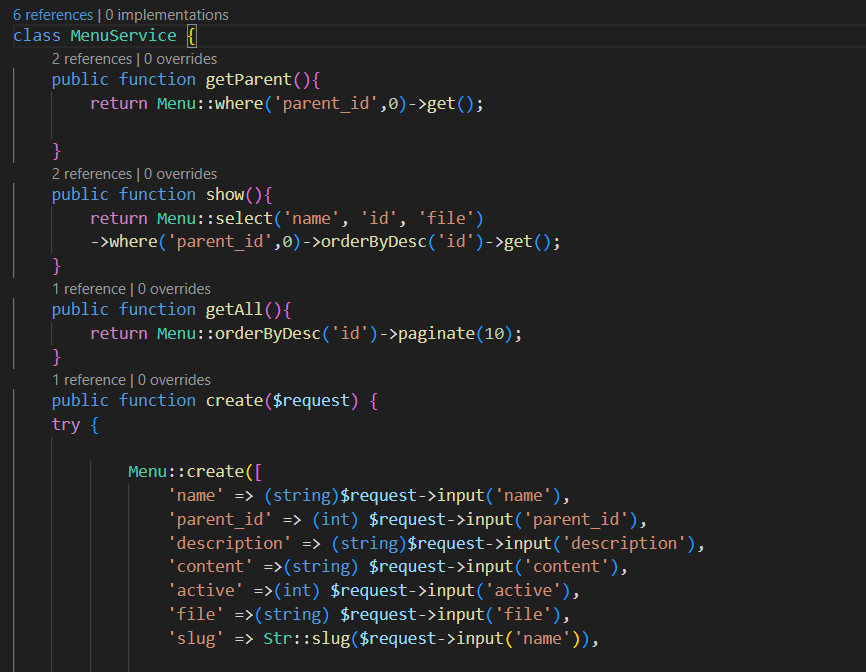 6 references | 0 implementations
class MenuService {
2 references | 0 overrides
public function getParent(){
return Menu::where('parent_id',0)->get();
}
2 references | 0 overrides
public function show(){
return Menu::select('name', 'id', 'file')
->where('parent_id',0)->orderByDesc('id')->get();
}
1 reference | 0 overrides
public function getAll(){
return Menu::orderByDesc('id')->paginate(10);
}
1 reference | 0 overrides
public function create($request) {
try {
Menu::create([
'name' => (string)$request->input('name'),
'parent_id' => (int) $request->input('parent_id'),
'description' => (string)$request->input('description'),
'content' =>(string) $request->input('content'),
'active' =>(int) $request->input('active'),
'file' =>(string) $request->input('file'),
'slug' => Str::slug($request->input('name')),